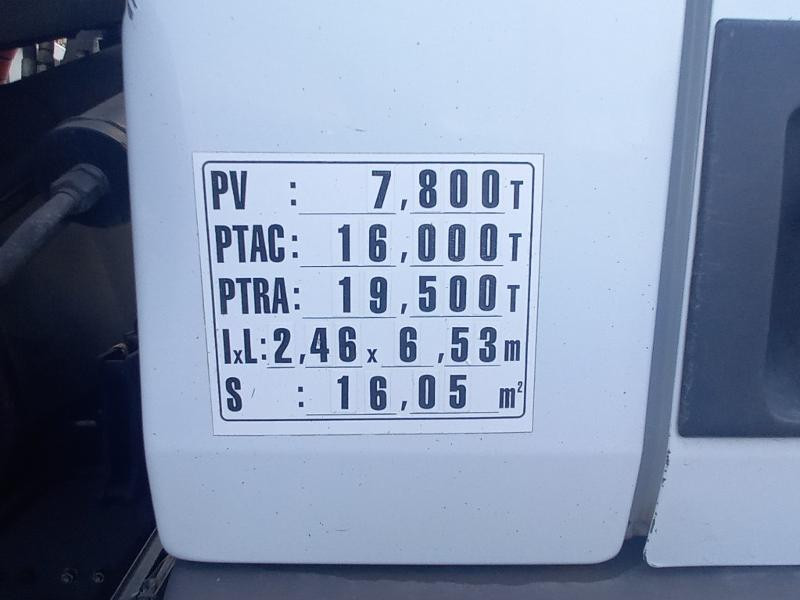 PV : 7,800 T
PTAC: 16,000 T
PTRA: 19,500 T
lxL: 2,46 x 6,53 m
S : 16,05 m²